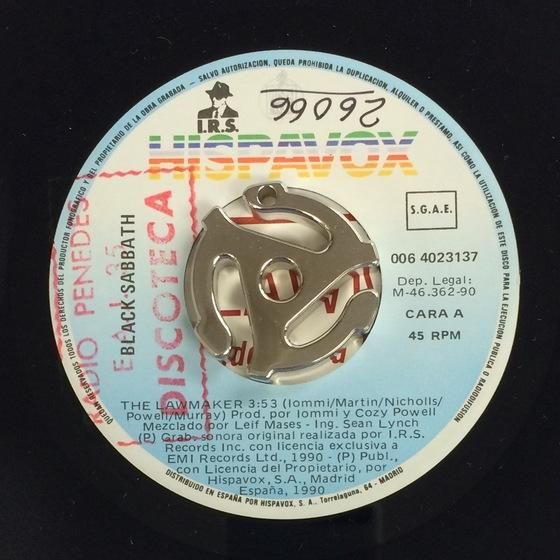 QUEDAN RESERVADOS TODOS LOS DERECHOS DEL PRODUCTOR FONOGRAFICO Y DEL PROPIETARIO DE LA OBRA GRABADA - SALVO AUTORIZACION, QUEDA PROHIBIDA LA DUPLICACION, ALQUILER O PRESTAMO, ASI COMO LA UTILIZACION DE ESTE DISCO PARA LA EJECUCION PUBLICA O RADIODIFUSION
26066
I.R.S.
HISPAVOX
RADIO PENEDES
DISCOTECA
BLACK SABBATH
S.G.A.E.
006 4023137
Dep. Legal:
M-46.362-90
CARA A
45 RPM
THE LAWMAKER 3:53 (Iommi/Martin/Nicholls/
Powell/Murray) Prod. por Iommi y Cozy Powell
Mezclado por Leif Mases - Ing. Sean Lynch
(P) Grab. sonora original realizada por I.R.S.
Records Inc. con licencia exclusiva a
EMI Records Ltd., 1990 - (P) Publ.,
con Licencia del Propietario, por
Hispavox, S.A., Madrid
España, 1990
DISTRIBUIDO EN ESPAÑA POR HISPAVOX, S. A., Torrelaguna, 64 - MADRID